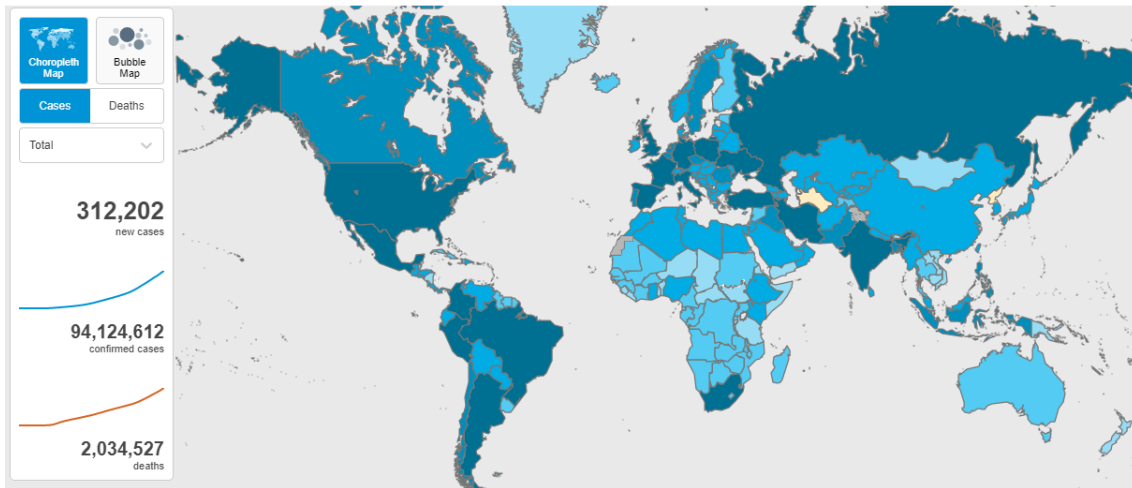 Choropleth
Map
Bubble
Map
Cases
Deaths
Total
312,202
new cases
94,124,612
confirmed cases
2,034,527
deaths